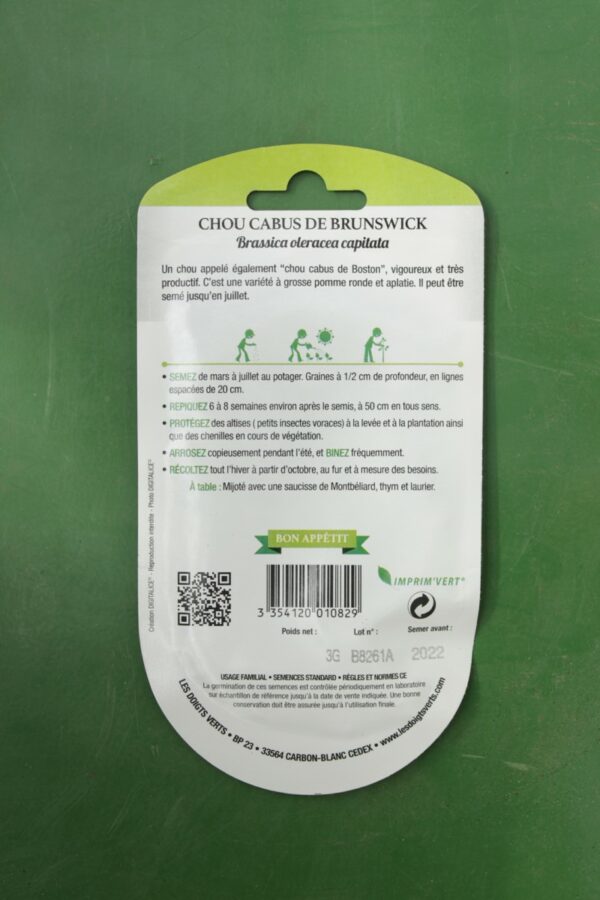 CHOU CABUS DE BRUNSWICK
Brassica oleracea capitata
Un chou appelé également "chou cabus de Boston", vigoureux et très
productif. C'est une variété à grosse pomme ronde et aplatie. Il peut être
semé jusqu'en juillet.
• SEMEZ de mars à juillet au potager. Graines à 1/2 cm de profondeur, en lignes
espacées de 20 cm.
• REPIQUEZ 6 à 8 semaines environ après le semis, à 50 cm en tous sens.
• PROTÉGEZ des altises ( petits insectes voraces) à la levée et à la plantation ainsi
que des chenilles en cours de végétation.
• ARROSEZ copieusement pendant l'été, et BINEZ fréquemment.
• RÉCOLTEZ tout l'hiver à partir d'octobre, au fur et à mesure des besoins.
À table : Mijoté avec une saucisse de Montbéliard, thym et laurier.
Création DIGITALICE® - Reproduction interdite - Photo DIGITALICE®
BON APPÉTIT
IMPRIM'VERT®
3 354120 010829
Poids net : Lot n° : Semer avant :
3G B8261A 2022
USAGE FAMILIAL • SEMENCES STANDARD • RÈGLES ET NORMES CE
La germination de ces semences est contrôlée périodiquement en laboratoire
sur échantillon de référence jusqu'à la date de vente indiquée. Une bonne
conservation doit être assurée jusqu'à l'utilisation finale.
LES DOIGTS VERTS • BP 23 • 33564 CARBON-BLANC CEDEX • www.lesdoigtsverts.com